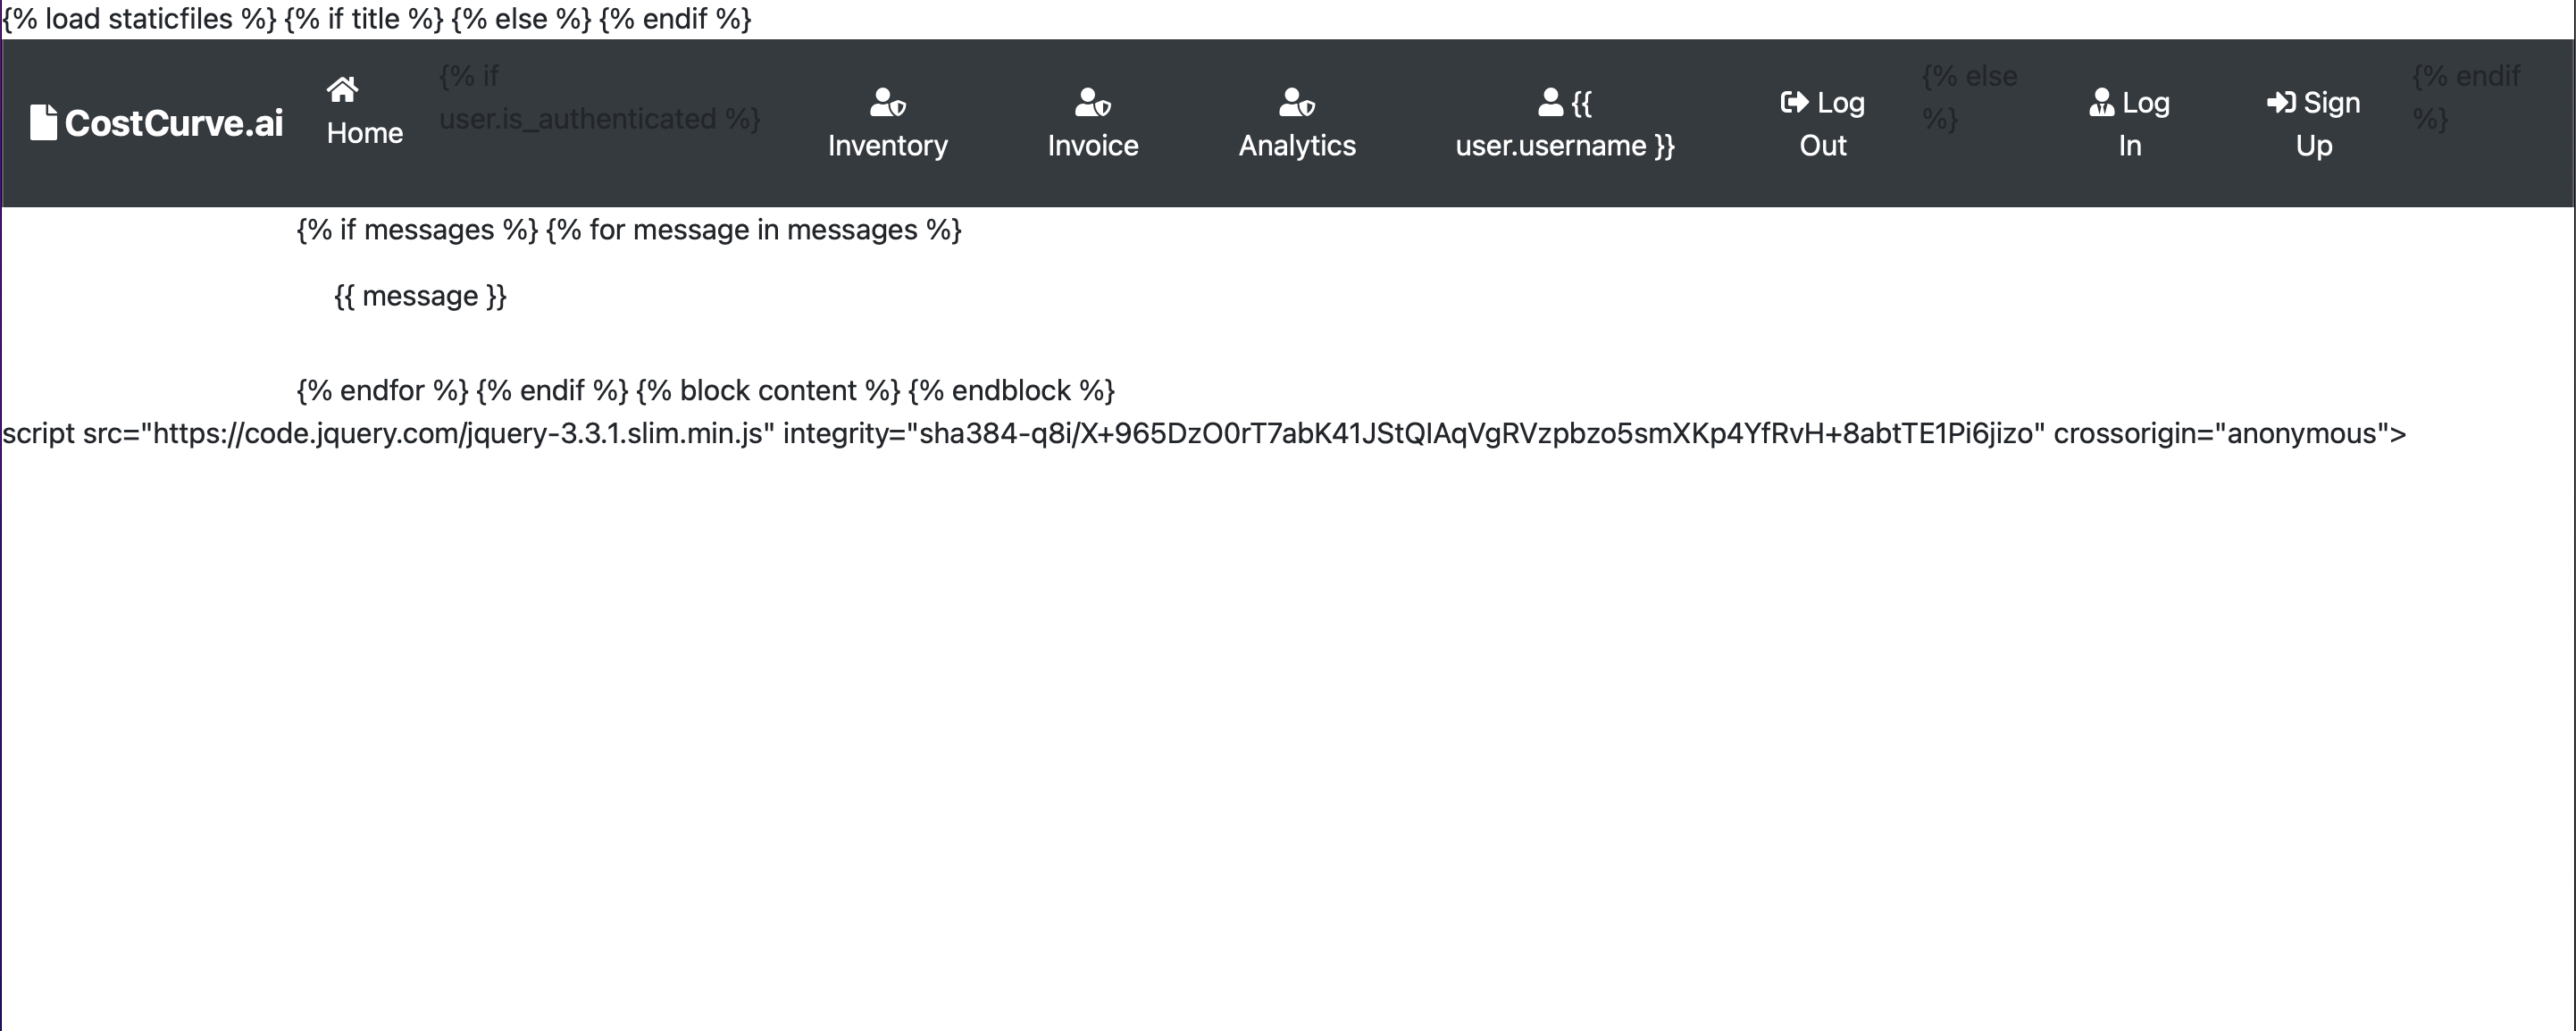 {% load staticfiles %} {% if title %} {% else %} {% endif %}
CostCurve.ai
Home
{% if
user.is_authenticated %}
Inventory
Invoice
Analytics
{{
user.username }}
Log
Out
{% else
%}
Log
In
Sign
Up
{% endif
%}
{% if messages %} {% for message in messages %}
{{ message }}
{% endfor %} {% endif %} {% block content %} {% endblock %}
script src="https://code.jquery.com/jquery-3.3.1.slim.min.js" integrity="sha384-q8i/X+965DzO0rT7abK41JStQIAqVgRVzpbzo5smXKp4YfRvH+8abtTE1Pi6jizo" crossorigin="anonymous">